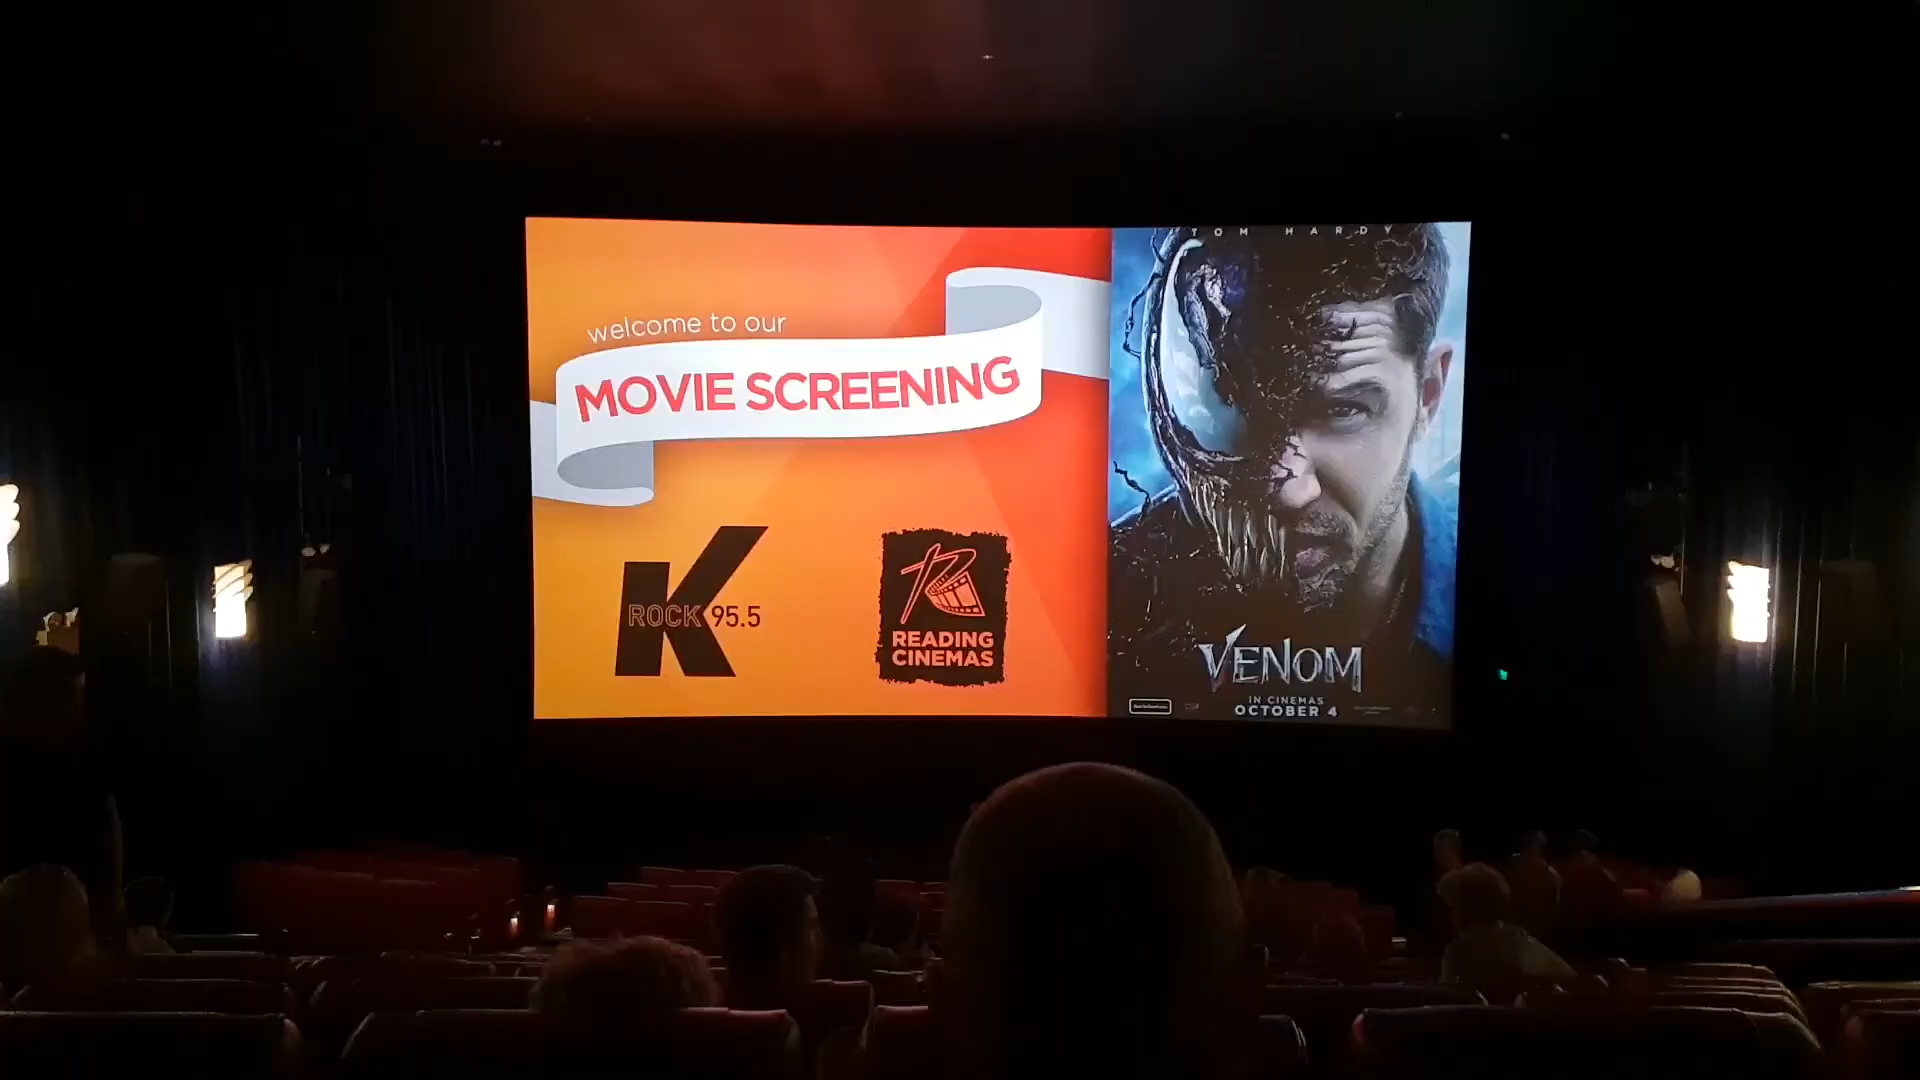 welcome to our
MOVIE SCREENING
K
ROCK 95.5
R
READING
CINEMAS
TOM HARDY
VENOM
IN CINEMAS
OCTOBER 4